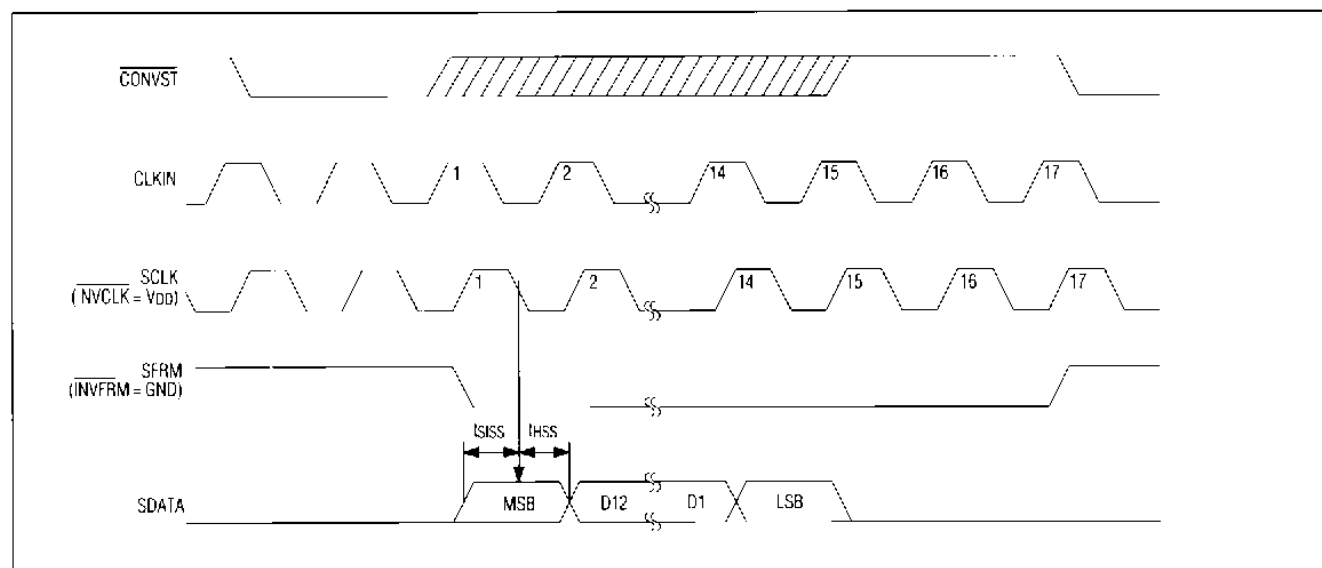 CONVST
CLKIN 1 2 14 15 16 17
SCLK 1 2 14 15 16 17
(INVCLK = VDD)
SFRM
(INVFRM = GND)
tSISS tHSS
SDATA MSB D12 D1 LSB